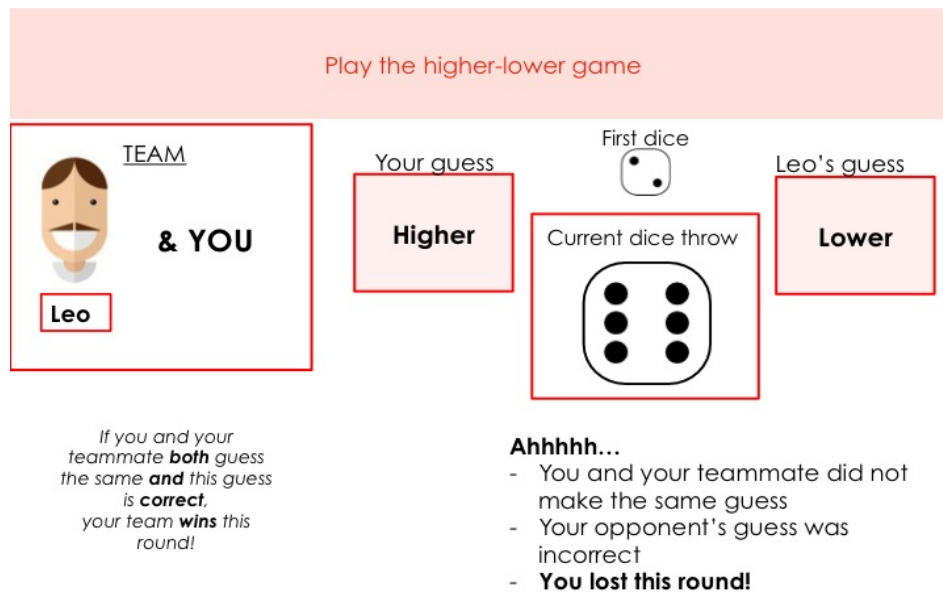 Play the higher-lower game
TEAM
& YOU
Leo
Your guess
Higher
First dice
Current dice throw
Leo's guess
Lower
If you and your
teammate both guess
the same and this guess
is correct,
your team wins this
round!
Ahhhhh...
- You and your teammate did not
make the same guess
- Your opponent's guess was
incorrect
- You lost this round!